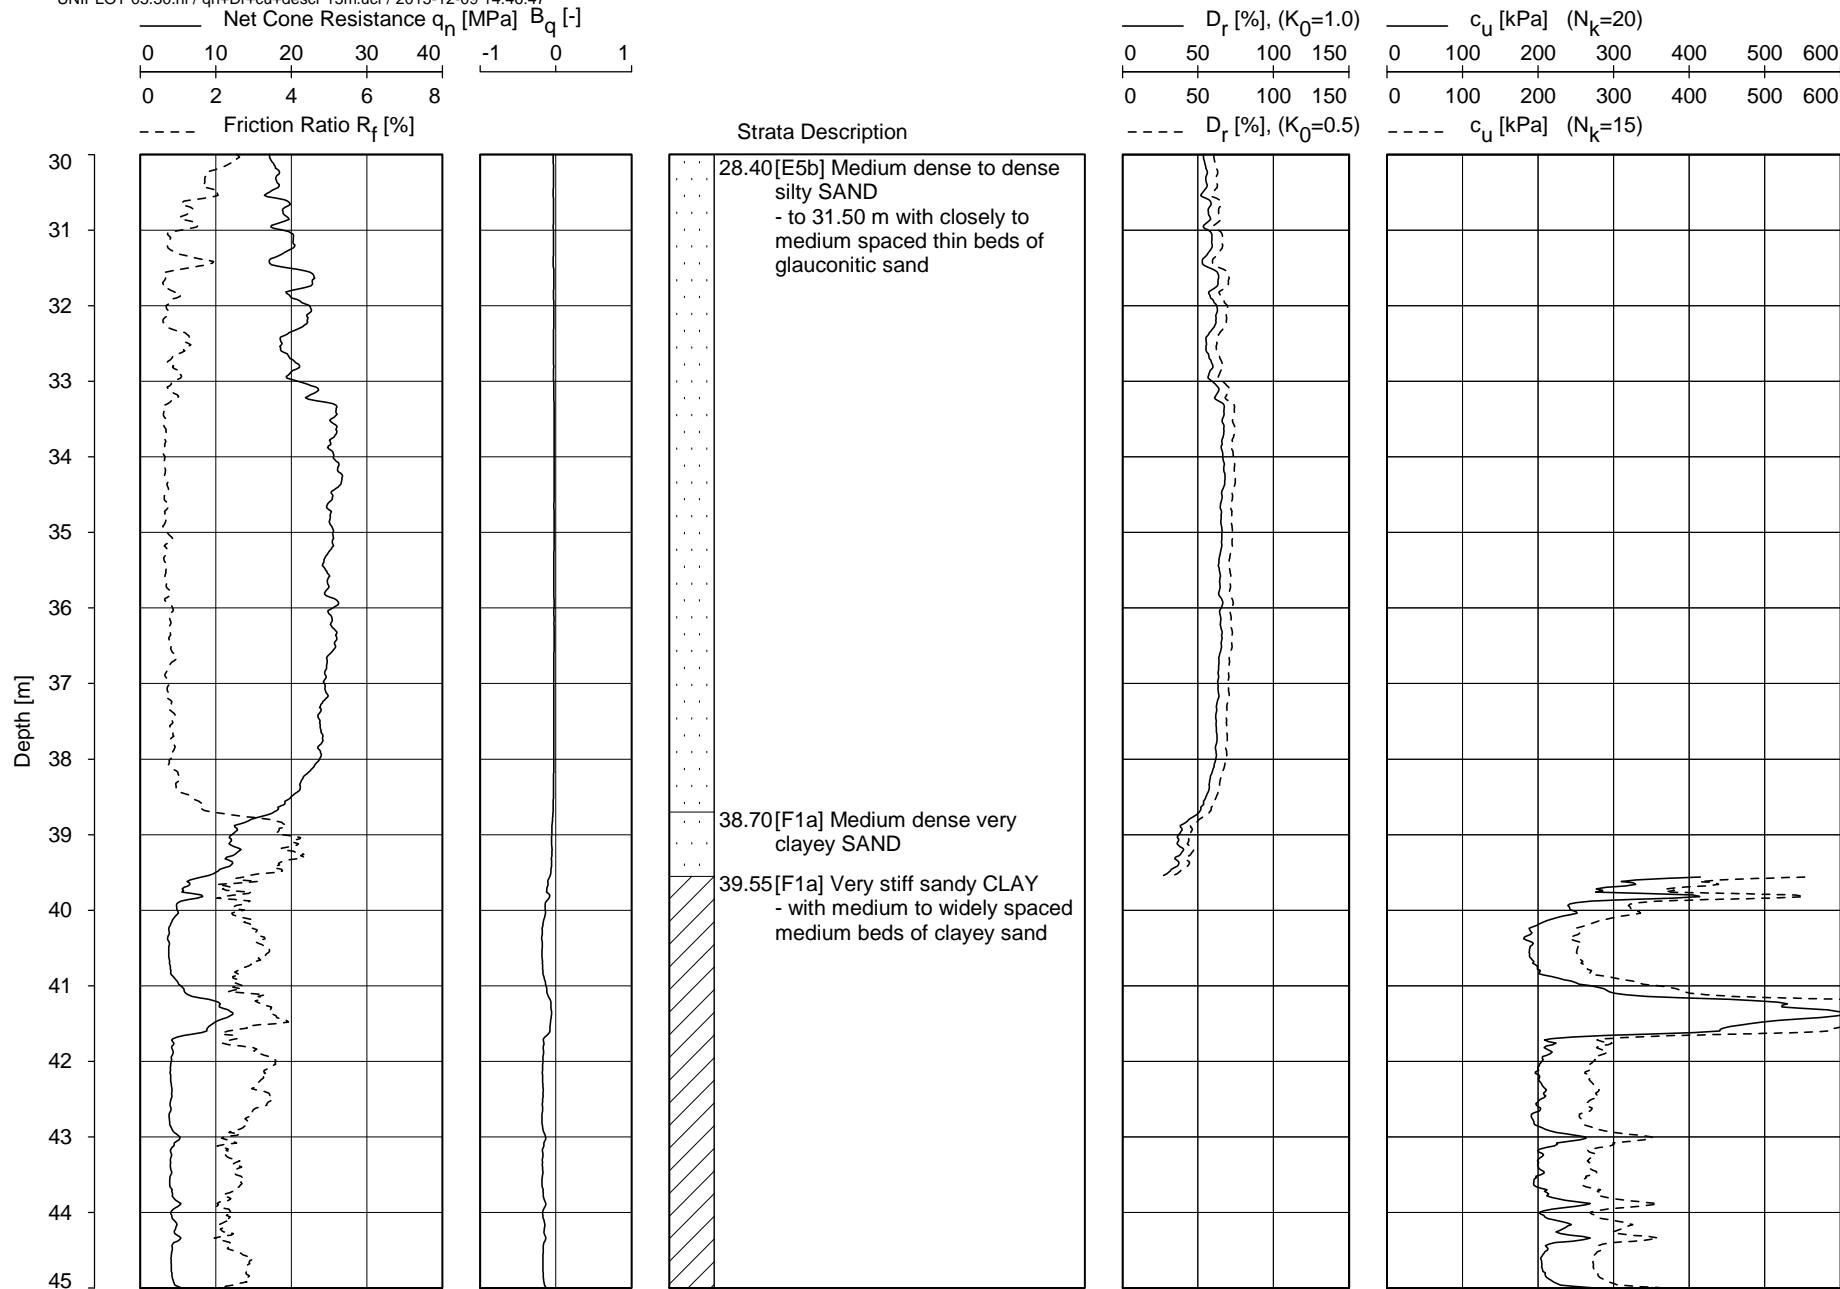 Net Cone Resistance qn [MPa] Bq [-] Dr [%], (K0=1.0) cu [kPa] (Nk=20)
0 10 20 30 40 -1 0 1 0 50 100 150 0 100 200 300 400 500 600
0 2 4 6 8 0 50 100 150 0 100 200 300 400 500 600
Friction Ratio Rf [%] Strata Description Dr [%], (K0=0.5) cu [kPa] (Nk=15)
Depth [m]
30
31
32
33
34
35
36
37
38
39
40
41
42
43
44
45
28.40 [E5b] Medium dense to dense
silty SAND
- to 31.50 m with closely to
medium spaced thin beds of
glauconitic sand
38.70 [F1a] Medium dense very
clayey SAND
39.55 [F1a] Very stiff sandy CLAY
- with medium to widely spaced
medium beds of clayey sand